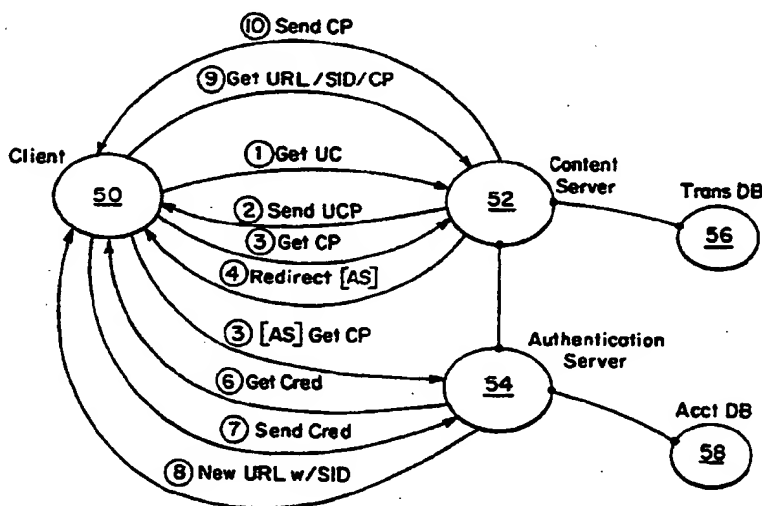 ⑩ Send CP
⑨ Get URL/SID/CP
Client
① Get UC
Content
Server
Trans DB
50
52
② Send UCP
56
③ Get CP
④ Redirect [AS]
③ [AS] Get CP
Authentication
Server
54
⑥ Get Cred
Acct DB
⑦ Send Cred
58
⑧ New URL w/SID